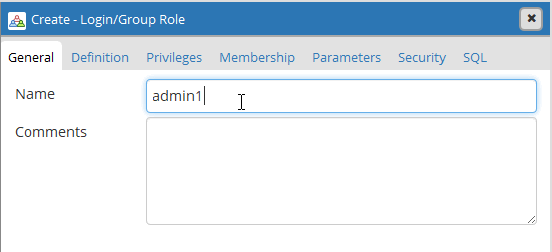 Create - Login/Group Role
General Definition Privileges Membership Parameters Security SQL
Name admin1
Comments